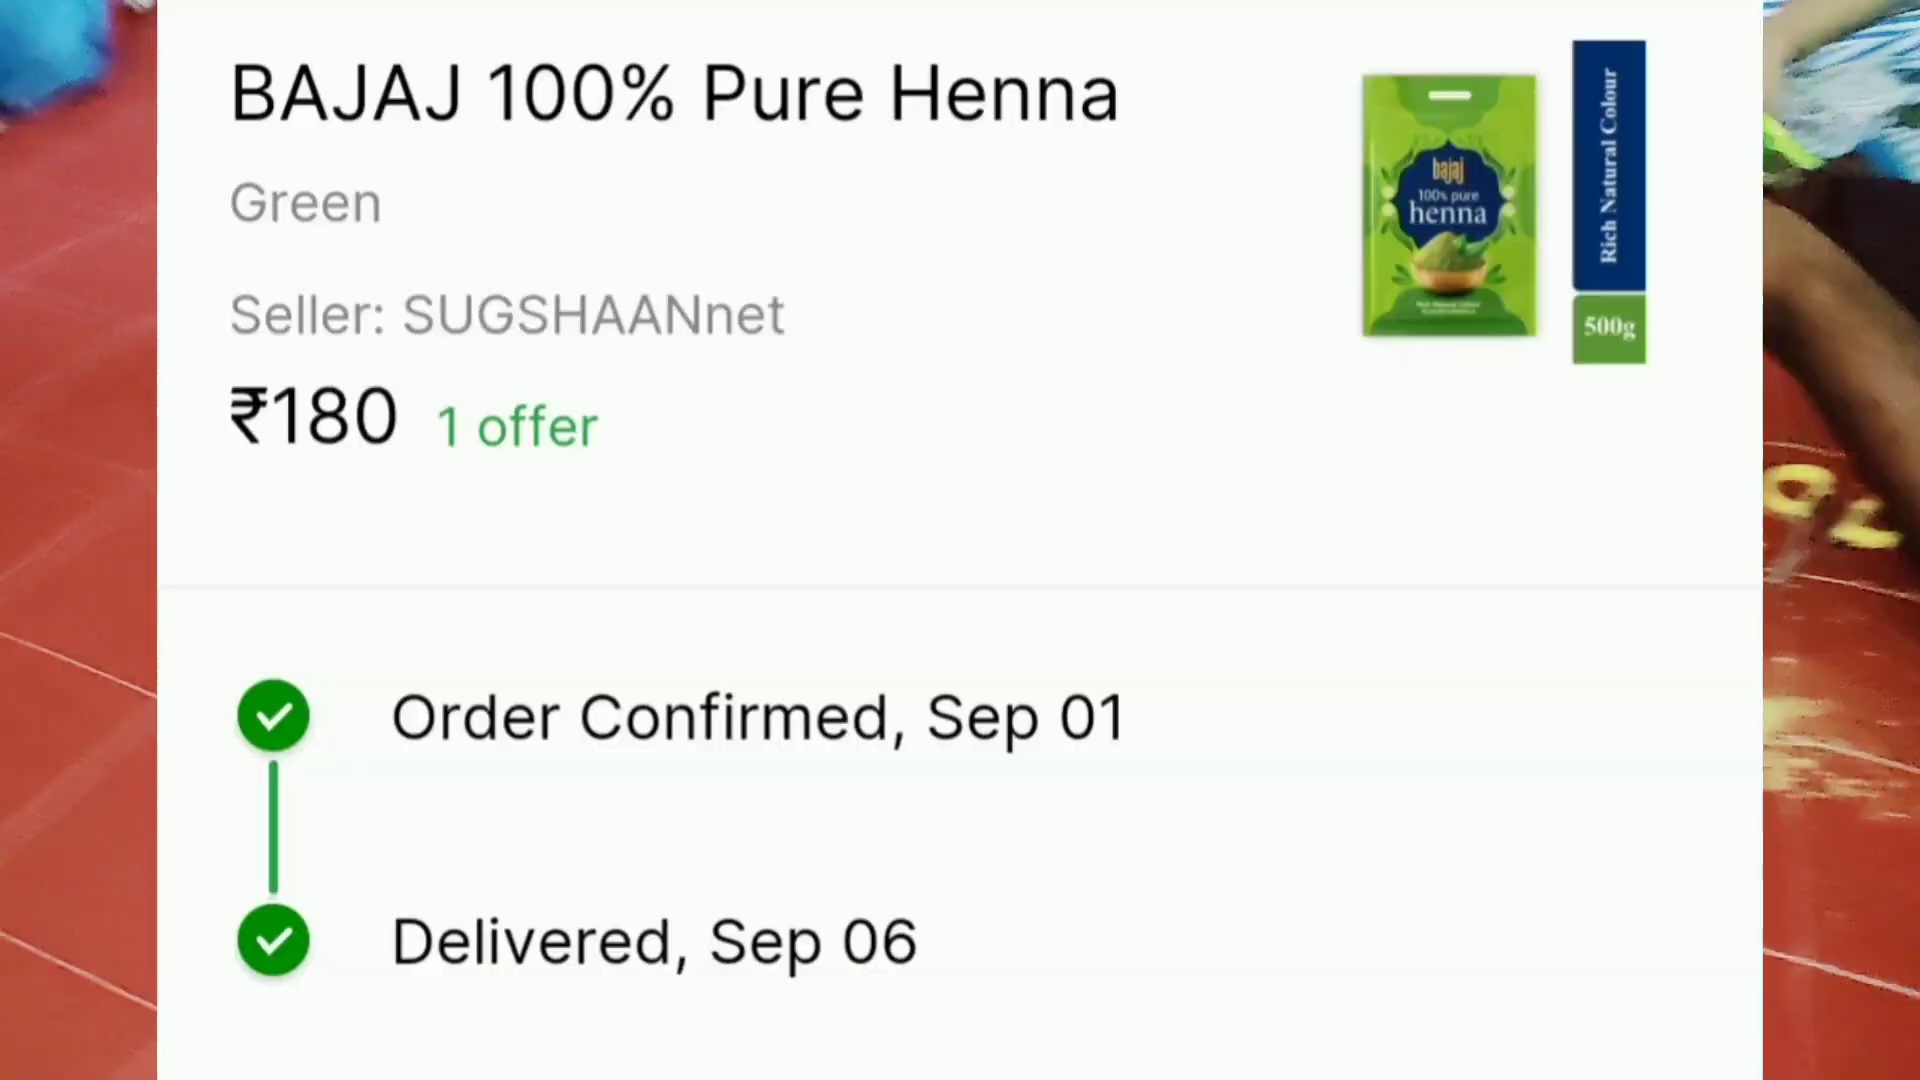 BAJAJ 100% Pure Henna
Green
Seller: SUGSHAANnet
₹180 1 offer
bajaj
100% pure
henna
Rich Natural Colour
500g
Order Confirmed, Sep 01
Delivered, Sep 06